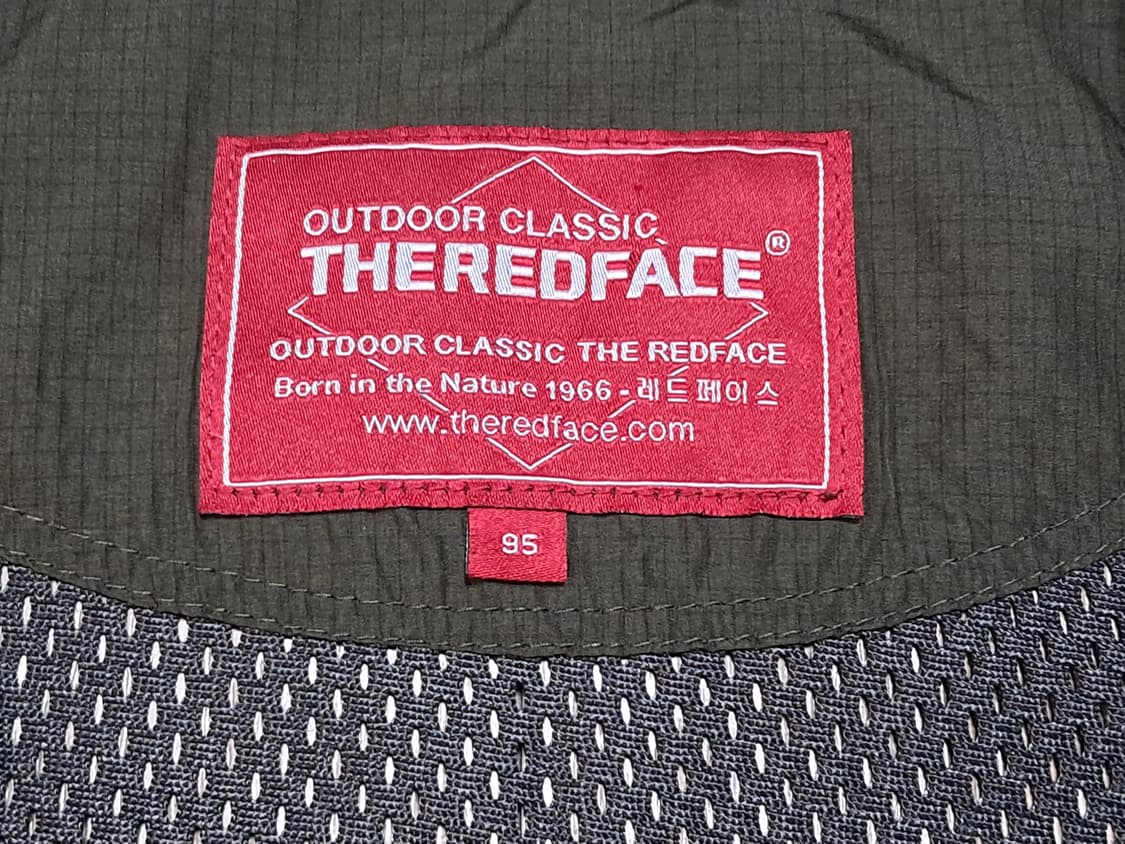 OUTDOOR CLASSIC
THEREDFACE®
OUTDOOR CLASSIC THE REDFACE
Born in the Nature 1966 - 레드페이스
www.theredface.com
95